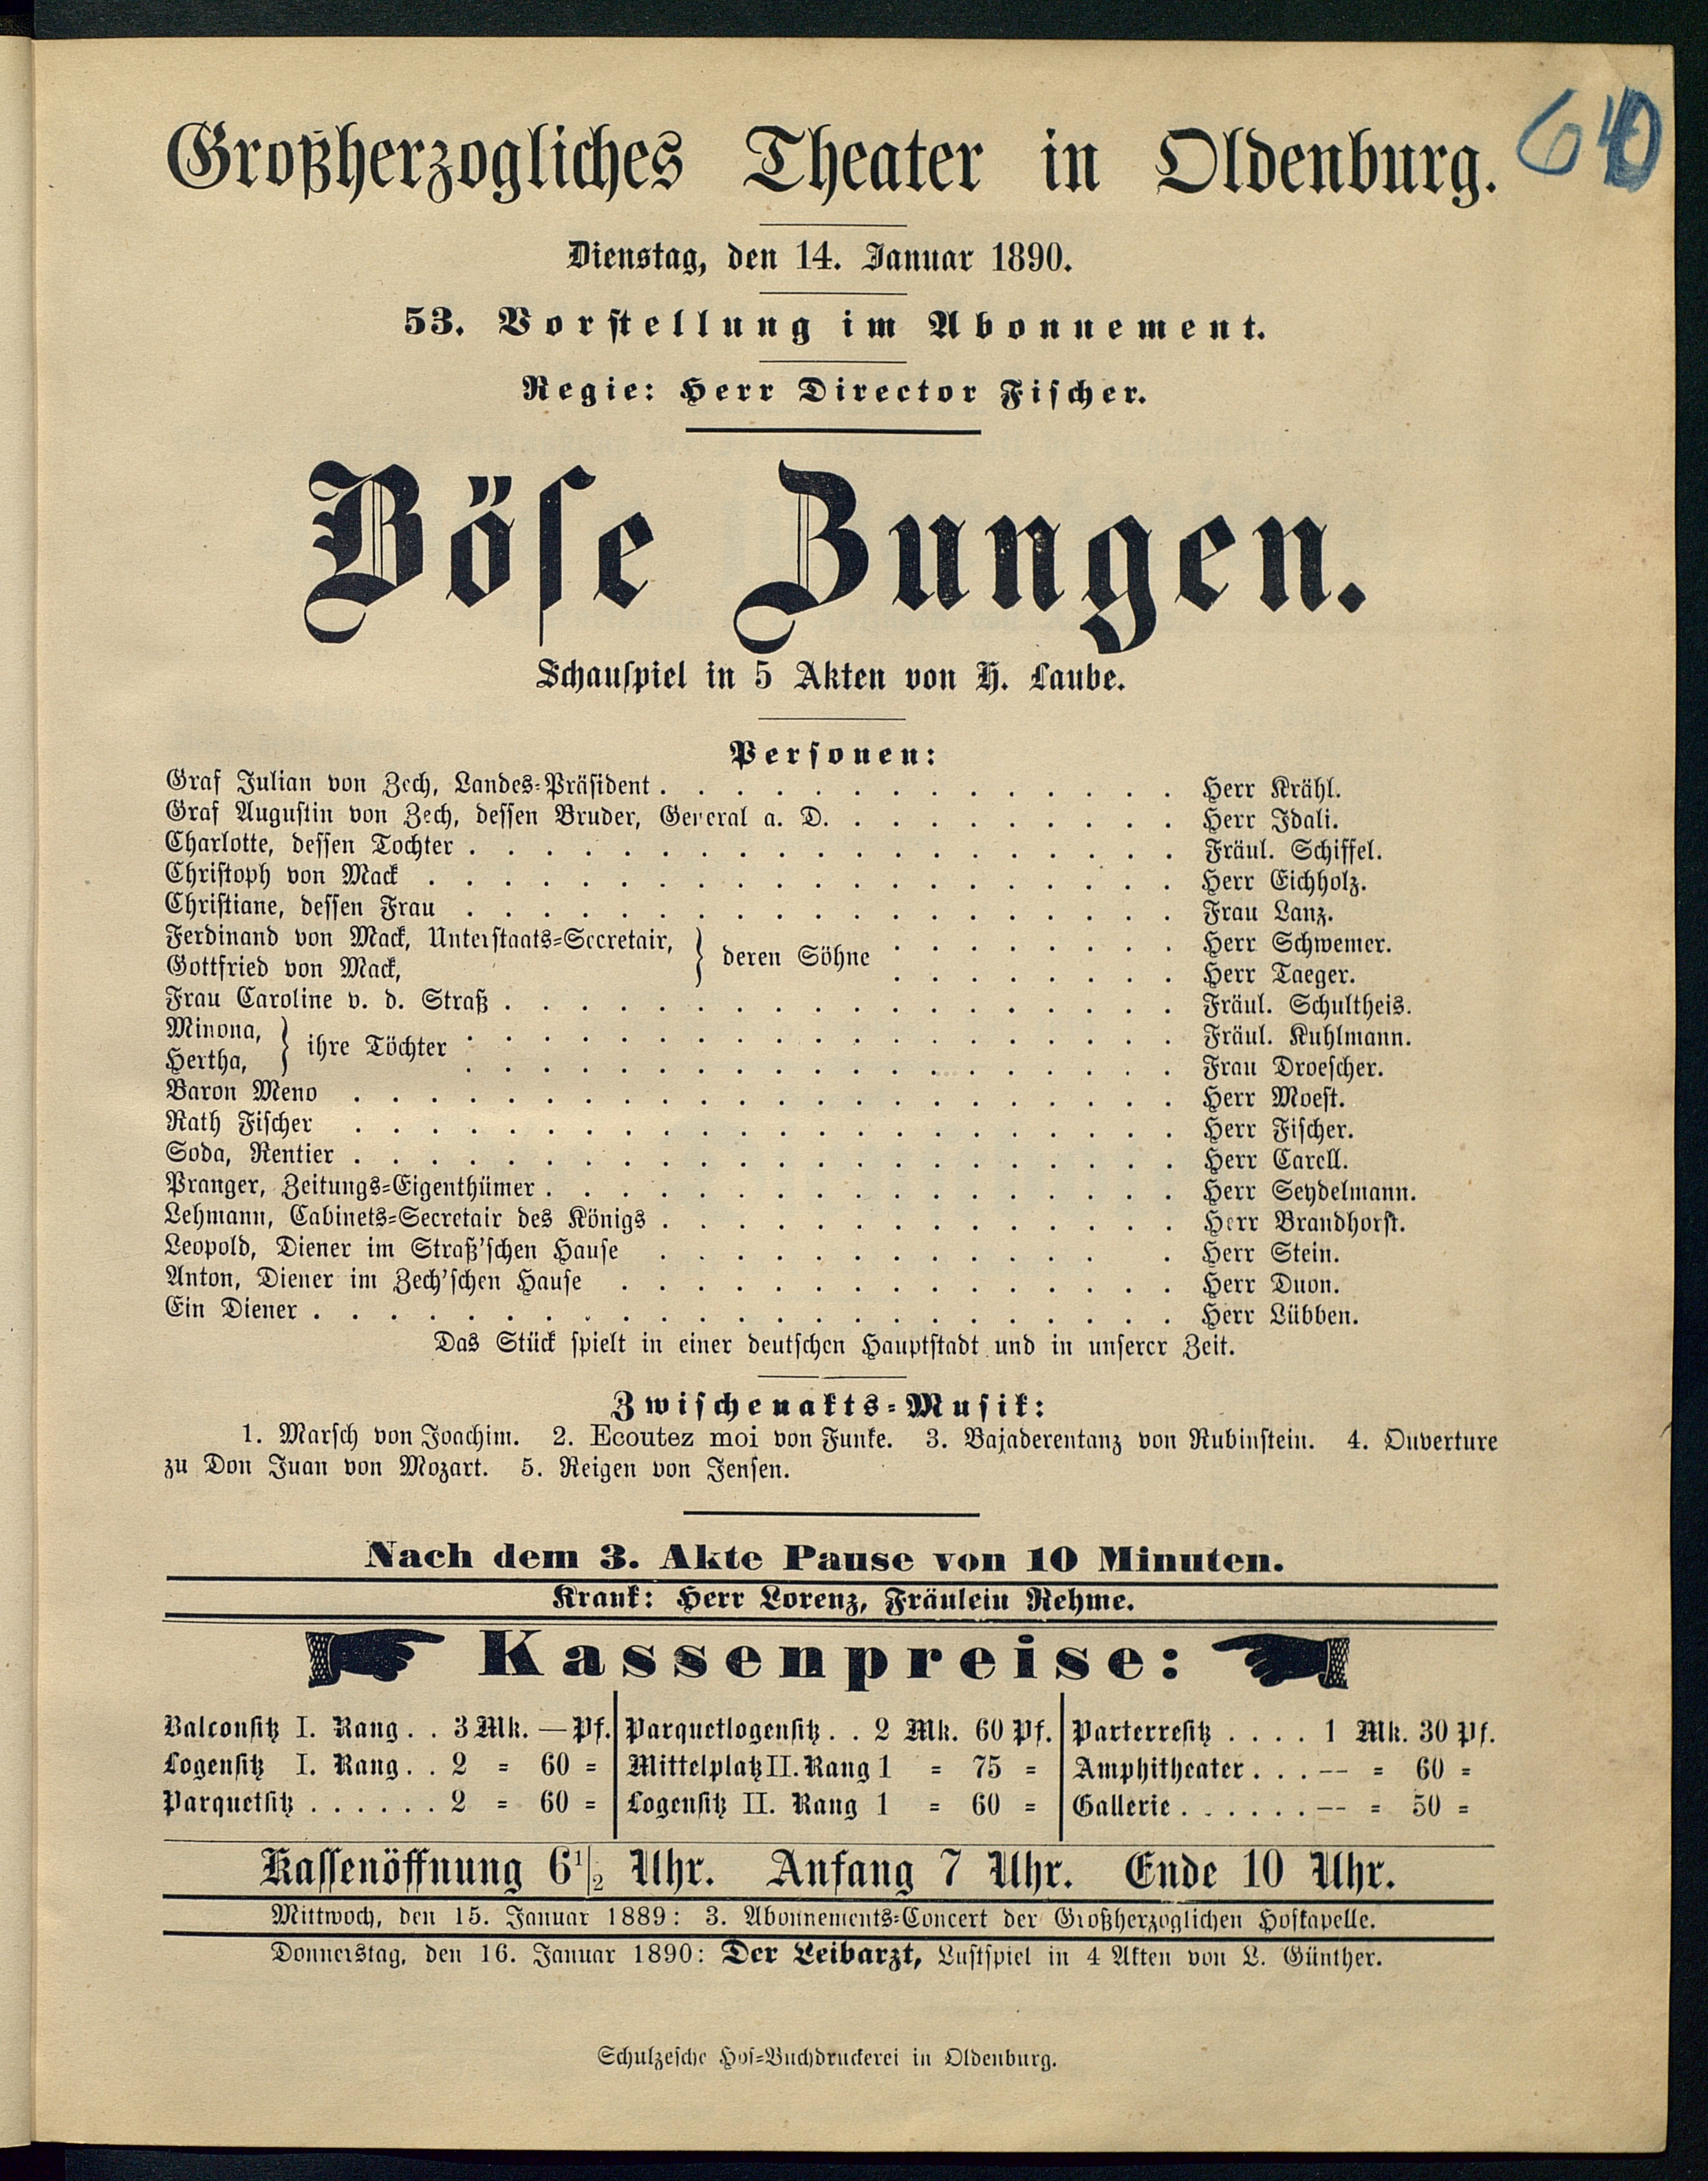 Großherzogliches Theater in Oldenburg.
Dienstag, den 14. Januar 1890.
53. Vorstellung im Abonnement.
Regie: Herr Director Fischer.
Böse Zungen.
Schauspiel in 5 Akten von H. Laube.
Personen:
Graf Julian von Zech, Landes-Präsident . . . . . . . . . . . . . . Herr Krähl.
Graf Augustin von Zech, dessen Bruder, General a. D. . . . . . . . . . . Herr Idali.
Charlotte, dessen Tochter . . . . . . . . . . . . . . . . . . . Fräul. Schiffel.
Christoph von Mack . . . . . . . . . . . . . . . . . . . . Herr Eichholz.
Christiane, dessen Frau . . . . . . . . . . . . . . . . . . . Frau Lanz.
Ferdinand von Mack, Unterstaats-Secretair, } deren Söhne . . . . . . . . Herr Schwemer.
Gottfried von Mack, . . . . . . . . Herr Taeger.
Frau Caroline v. d. Straß . . . . . . . . . . . . . . . . . . Fräul. Schultheis.
Minona, } ihre Töchter . . . . . . . . . . . . . . . . . . . Fräul. Kuhlmann.
Hertha, . . . . . . . . . . . . . . . . . . . Frau Droescher.
Baron Meno . . . . . . . . . . . . . . . . . . . . . . Herr Moest.
Rath Fischer . . . . . . . . . . . . . . . . . . . . . . Herr Fischer.
Soda, Rentier . . . . . . . . . . . . . . . . . . . . . . Herr Carell.
Pranger, Zeitungs-Eigenthümer . . . . . . . . . . . . . . . . . Herr Seydelmann.
Lehmann, Cabinets-Secretair des Königs . . . . . . . . . . . . . . Herr Brandhorst.
Leopold, Diener im Straß'schen Hause . . . . . . . . . . . . . Herr Stein.
Anton, Diener im Zech'schen Hause . . . . . . . . . . . . . . . Herr Duon.
Ein Diener . . . . . . . . . . . . . . . . . . . . . . . Herr Lübben.
Das Stück spielt in einer deutschen Hauptstadt und in unserer Zeit.
Zwischenakts-Musik:
1. Marsch von Joachim. 2. Ecoutez moi von Funke. 3. Bajaderentanz von Rubinstein. 4. Ouverture
zu Don Juan von Mozart. 5. Reigen von Jensen.
Nach dem 3. Akte Pause von 10 Minuten.
Krank: Herr Lorenz, Fräulein Rehme.
Kassenpreise:
Balconsitz I. Rang . . 3 Mk. — Pf. Parquetlogensitz . . 2 Mk. 60 Pf. Parterresitz . . . . 1 Mk. 30 Pf.
Logensitz I. Rang . . 2 = 60 = Mittelplatz II. Rang 1 = 75 = Amphitheater . . . -- = 60 =
Parquetsitz . . . . . . 2 = 60 = Logensitz II. Rang 1 = 60 = Gallerie . . . . . . -- = 50 =
Kassenöffnung 6 1/2 Uhr. Anfang 7 Uhr. Ende 10 Uhr.
Mittwoch, den 15. Januar 1889: 3. Abonnements-Concert der Großherzoglichen Hofkapelle.
Donnerstag, den 16. Januar 1890: Der Leibarzt, Lustspiel in 4 Akten von L. Günther.
Schulzesche Hof-Buchdruckerei in Oldenburg.